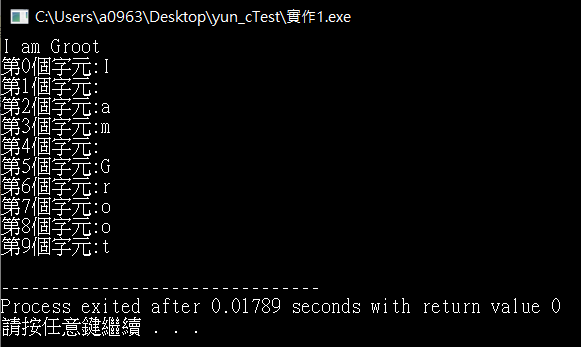 C:\Users\a0963\Desktop\yun_cTest\實作1.exe
I am Groot
第0個字元:I
第1個字元:
第2個字元:a
第3個字元:m
第4個字元:
第5個字元:G
第6個字元:r
第7個字元:o
第8個字元:o
第9個字元:t
--------------------------------
Process exited after 0.01789 seconds with return value 0
請按任意鍵繼續 . . .